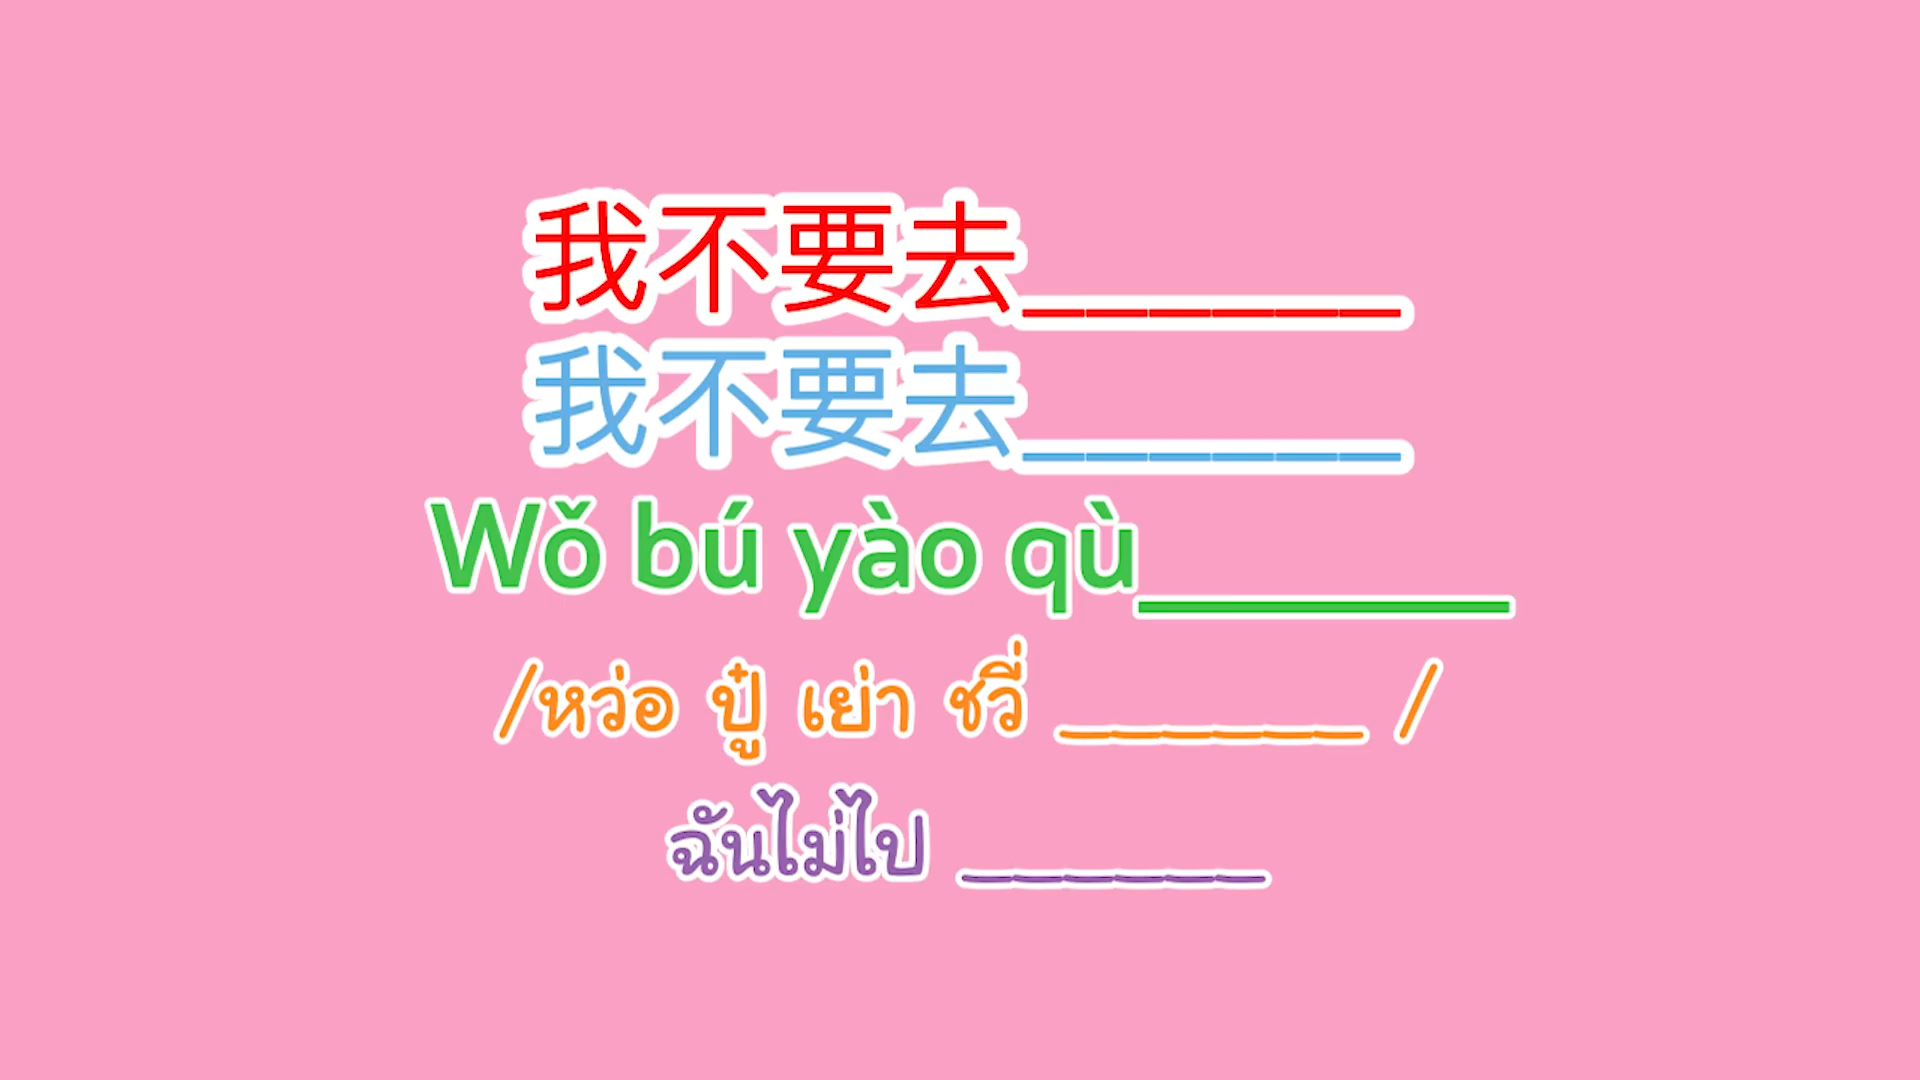 我不要去______
我不要去______
Wǒ bú yào qù______
/หว่อ ปู๋ เย่า ชวี่ ______ /
ฉันไม่ไป ______